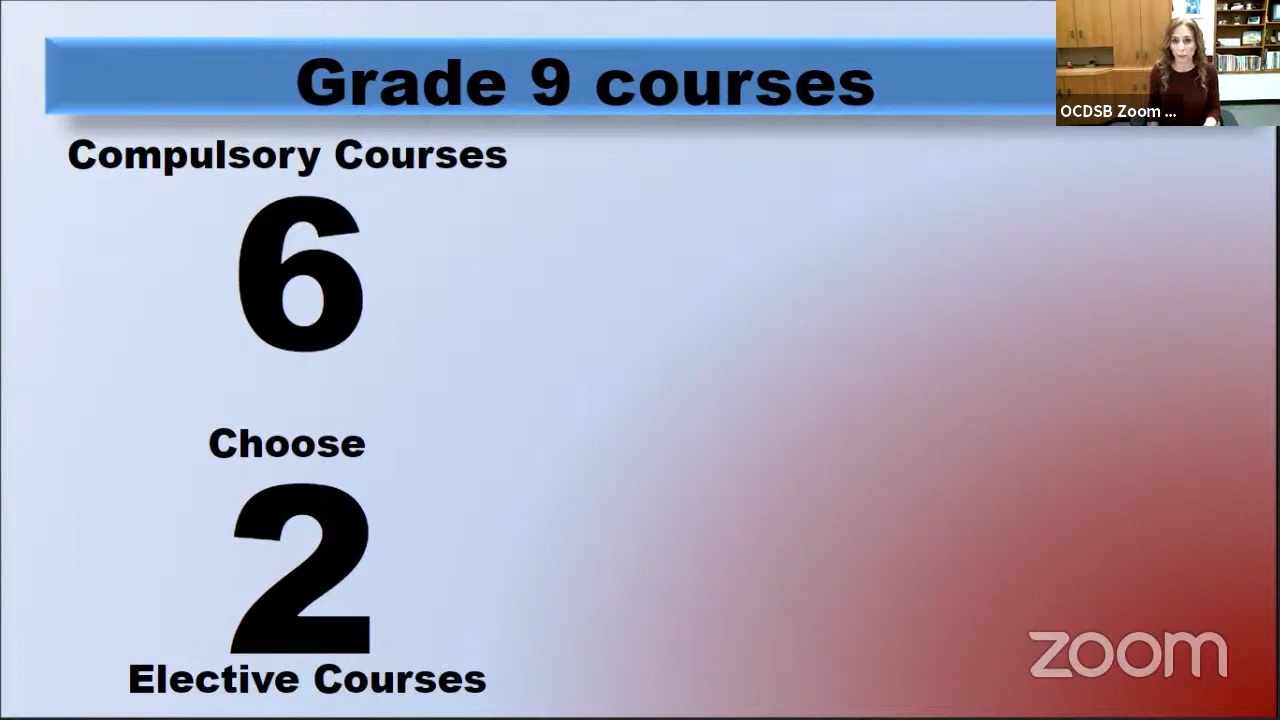 Grade 9 courses
OCDSB Zoom ...
Compulsory Courses
6
Choose
2
Elective Courses
zoom